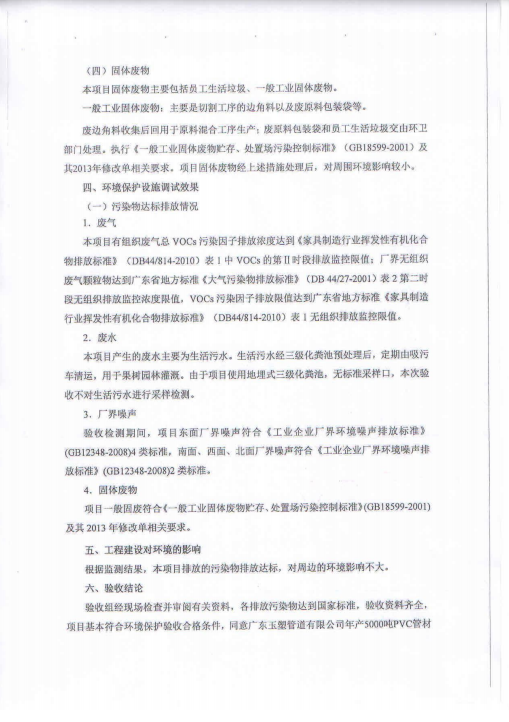 （四）固体废物
本项目固体废物主要包括员工生活垃圾、一般工业固体废物。
一般工业固体废物：主要是切割工序的边角料以及废原料包装袋等。
废边角料收集后回用于原料混合工序生产；废原料包装袋和员工生活垃圾交由环卫
部门处理。执行《一般工业固体废物贮存、处置场污染控制标准》（GB18599-2001）及
其2013年修改单相关要求。项目固体废物经上述措施处理后，对周围环境影响较小。
四、环境保护设施调试效果
（一）污染物达标排放情况
1．废气
本项目有组织废气总 VOCs 污染因子排放浓度达到《家具制造行业挥发性有机化合
物排放标准》（DB44/814-2010）表 1 中 VOCs 的第Ⅱ时段排放监控限值；厂界无组织
废气颗粒物达到广东省地方标准《大气污染物排放标准》（DB 44/27-2001）表 2 第二时
段无组织排放监控浓度限值，VOCs 污染因子排放限值达到广东省地方标准《家具制造
行业挥发性有机化合物排放标准》（DB44/814-2010）表 1 无组织排放监控限值。
2．废水
本项目产生的废水主要为生活污水。生活污水经三级化粪池预处理后，定期由吸污
车清运，用于果树园林灌溉。由于项目使用地埋式三级化粪池，无标准采样口，本次验
收不对生活污水进行采样检测。
3．厂界噪声
验收检测期间，项目东面厂界噪声符合《工业企业厂界环境噪声排放标准》
(GB12348-2008)4 类标准，南面、西面、北面厂界噪声符合《工业企业厂界环境噪声排
放标准》(GB12348-2008)2 类标准。
4．固体废物
项目一般固废符合《一般工业固体废物贮存、处置场污染控制标准》(GB18599-2001)
及其 2013 年修改单相关要求。
五、工程建设对环境的影响
根据监测结果，本项目排放的污染物排放达标，对周边的环境影响不大。
六、验收结论
验收组经现场检查并审阅有关资料，各排放污染物达到国家标准，验收资料齐全，
项目基本符合环境保护验收合格条件，同意广东玉塑管道有限公司年产5000吨PVC管材